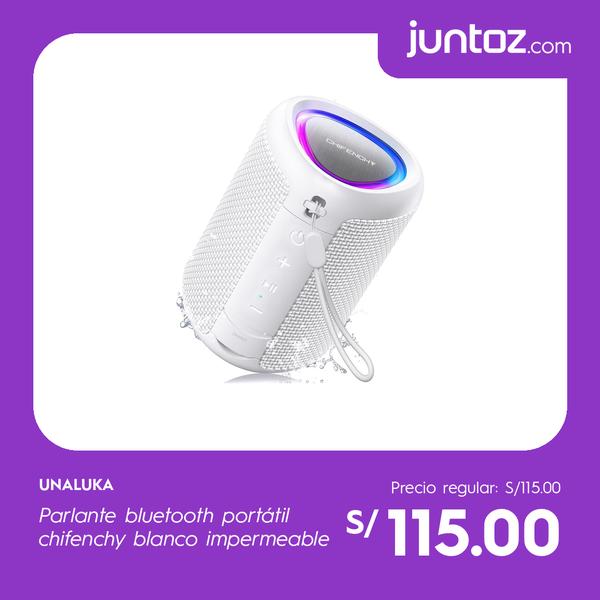 juntoz.com
CHIFENCHY
UNALUKA
Parlante bluetooth portátil
chifenchy blanco impermeable
Precio regular: S/115.00
S/ 115.00